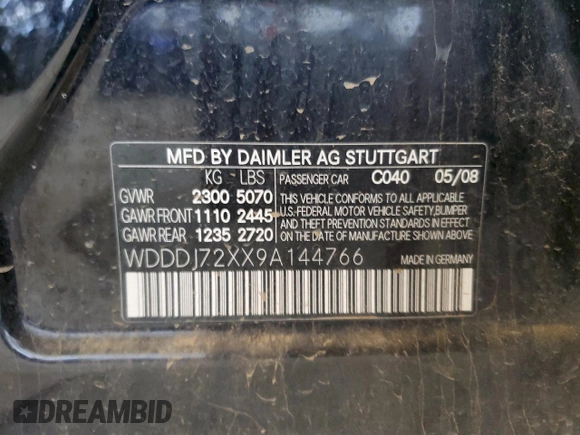 MFD BY DAIMLER AG STUTTGART
KG LBS PASSENGER CAR C040 05/08
GVWR 2300 5070 THIS VEHICLE CONFORMS TO ALL APPLICABLE
GAWR FRONT 1110 2445 U.S. FEDERAL MOTOR VEHICLE SAFETY, BUMPER
AND THEFT PREVENTION STANDARDS IN EFFECT
GAWR REAR 1235 2720 ON THE DATE OF MANUFACTURE SHOWN ABOVE.
WDDDJ72XX9A144766
MADE IN GERMANY
DREAMBID